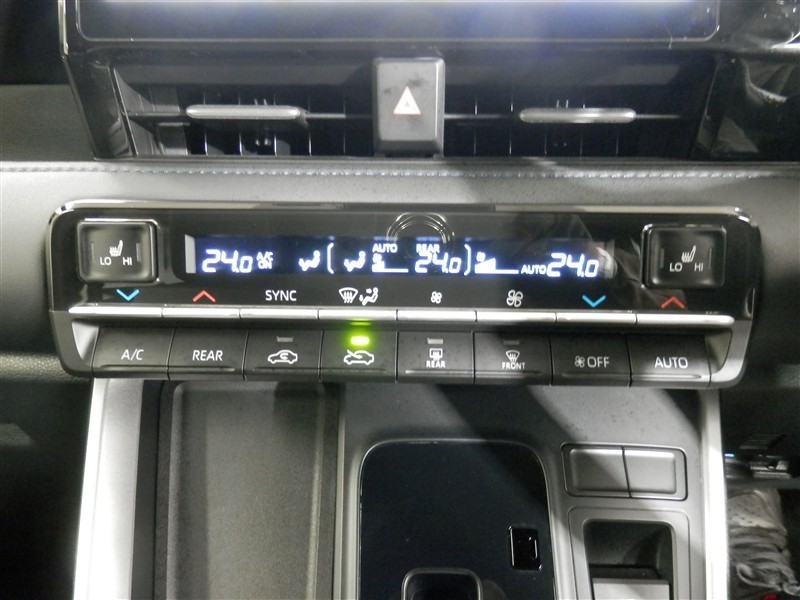 AUTO REAR
24.0 A/C ON 24.0 AUTO 24.0
LO HI
LO HI
SYNC
A/C REAR REAR FRONT OFF AUTO